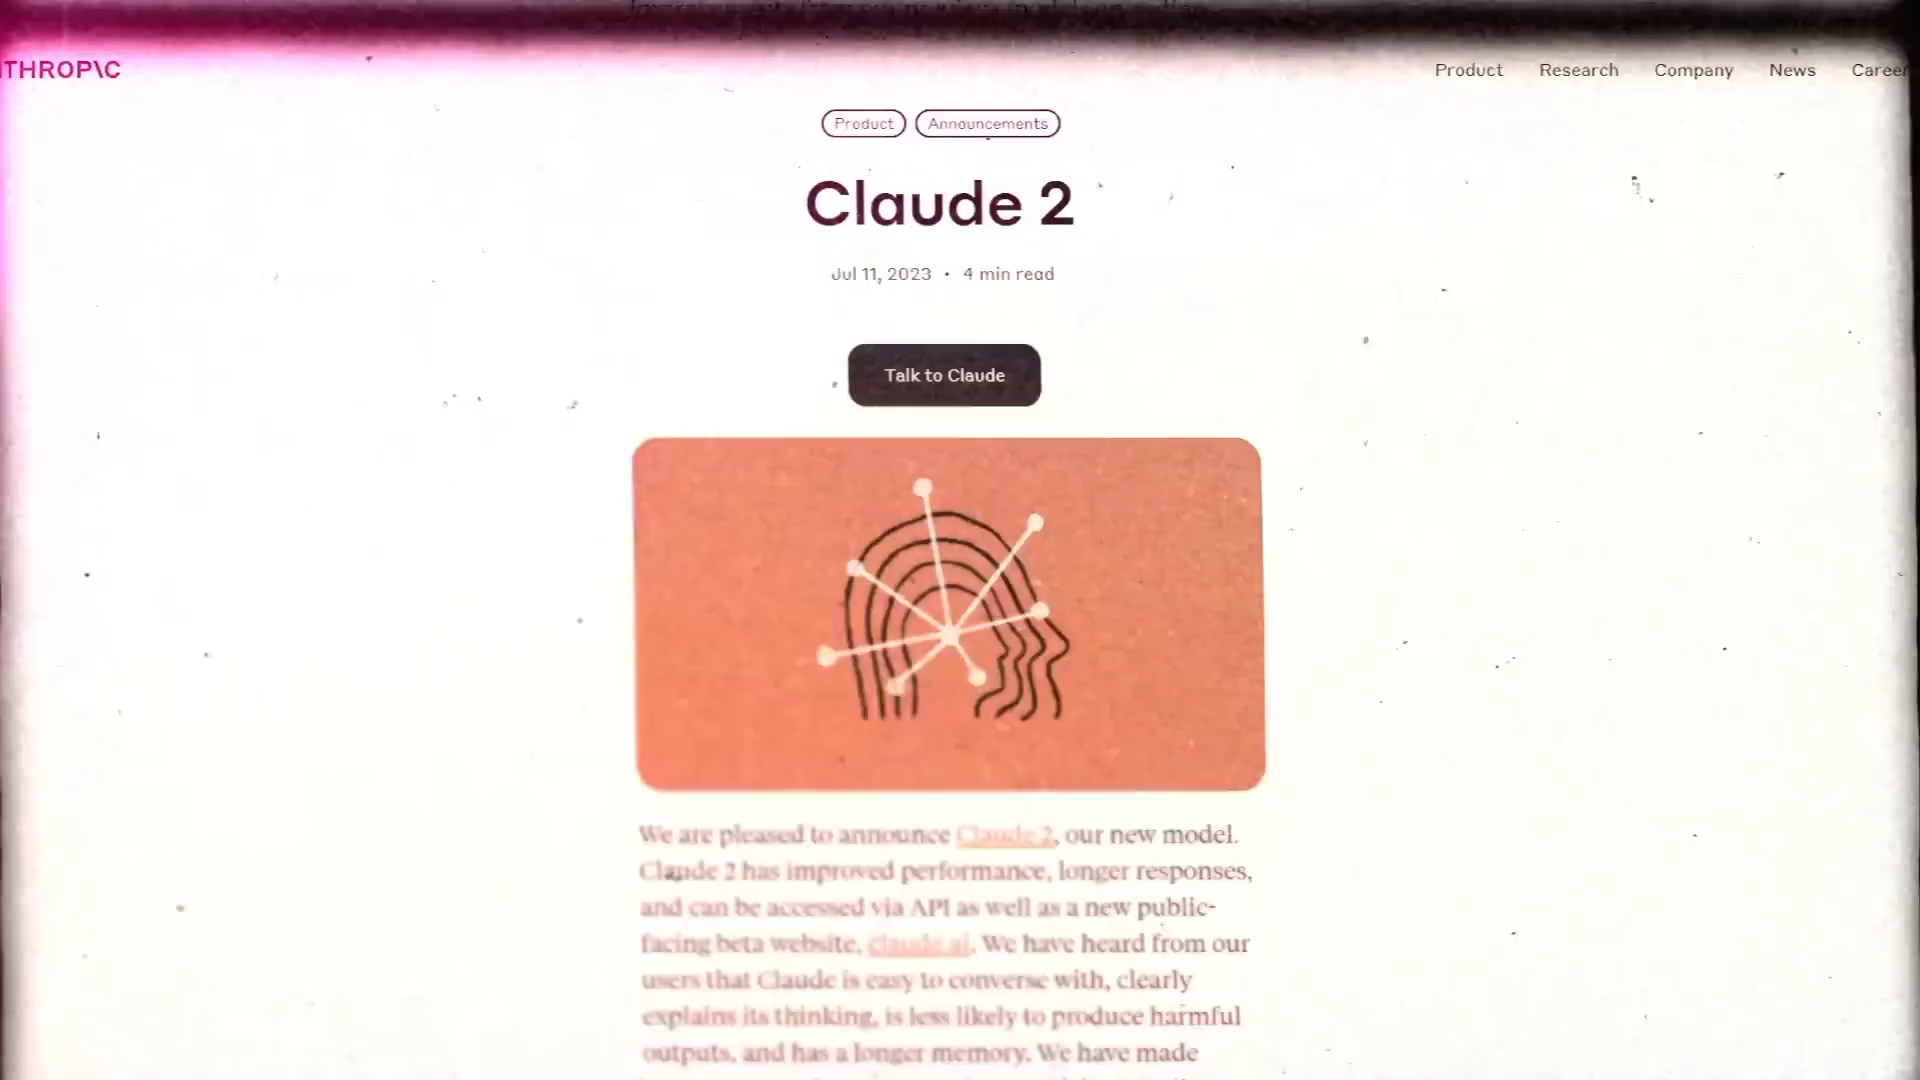 THROP\C
Product Research Company News Career
Product Announcements
Claude 2
Jul 11, 2023 • 4 min read
Talk to Claude
We are pleased to announce Claude 2, our new model.
Claude 2 has improved performance, longer responses,
and can be accessed via API as well as a new public-
facing beta website, claude.ai. We have heard from our
users that Claude is easy to converse with, clearly
explains its thinking, is less likely to produce harmful
outputs, and has a longer memory. We have made